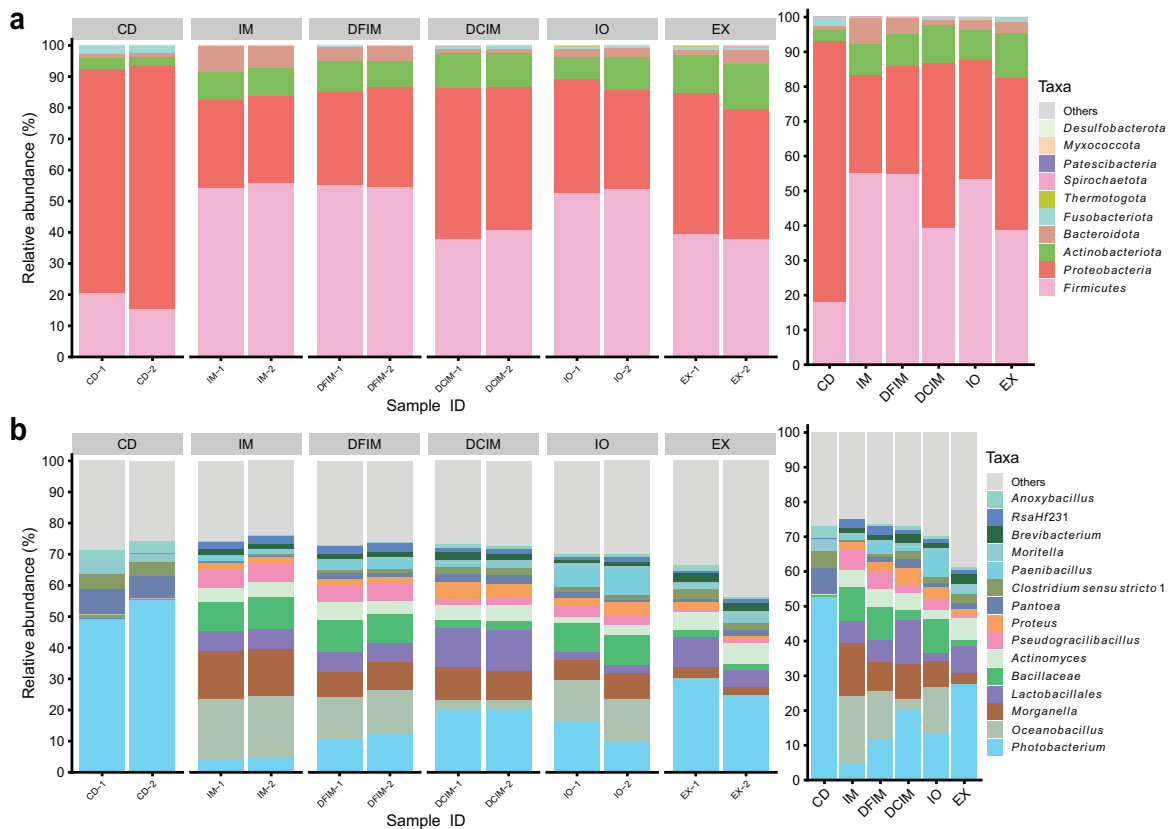 a
CD IM DFIM DCIM IO EX
Relative abundance (%)
100
90
80
70
60
50
40
30
20
10
0
CD-1 CD-2 IM-1 IM-2 DFIM-1 DFIM-2 DCIM-1 DCIM-2 IO-1 IO-2 EX-1 EX-2
Sample ID
100
90
80
70
60
50
40
30
20
10
0
CD IM DFIM DCIM IO EX
Taxa
Others
Desulfobacterota
Myxococcota
Patescibacteria
Spirochaetota
Thermotogota
Fusobacteriota
Bacteroidota
Actinobacteriota
Proteobacteria
Firmicutes
b
CD IM DFIM DCIM IO EX
Relative abundance (%)
100
90
80
70
60
50
40
30
20
10
0
CD-1 CD-2 IM-1 IM-2 DFIM-1 DFIM-2 DCIM-1 DCIM-2 IO-1 IO-2 EX-1 EX-2
Sample ID
100
90
80
70
60
50
40
30
20
10
0
CD IM DFIM DCIM IO EX
Taxa
Others
Anoxybacillus
RsaHf231
Brevibacterium
Moritella
Paenibacillus
Clostridium sensu stricto 1
Pantoea
Proteus
Pseudogracilibacillus
Actinomyces
Bacillaceae
Lactobacillales
Morganella
Oceanobacillus
Photobacterium